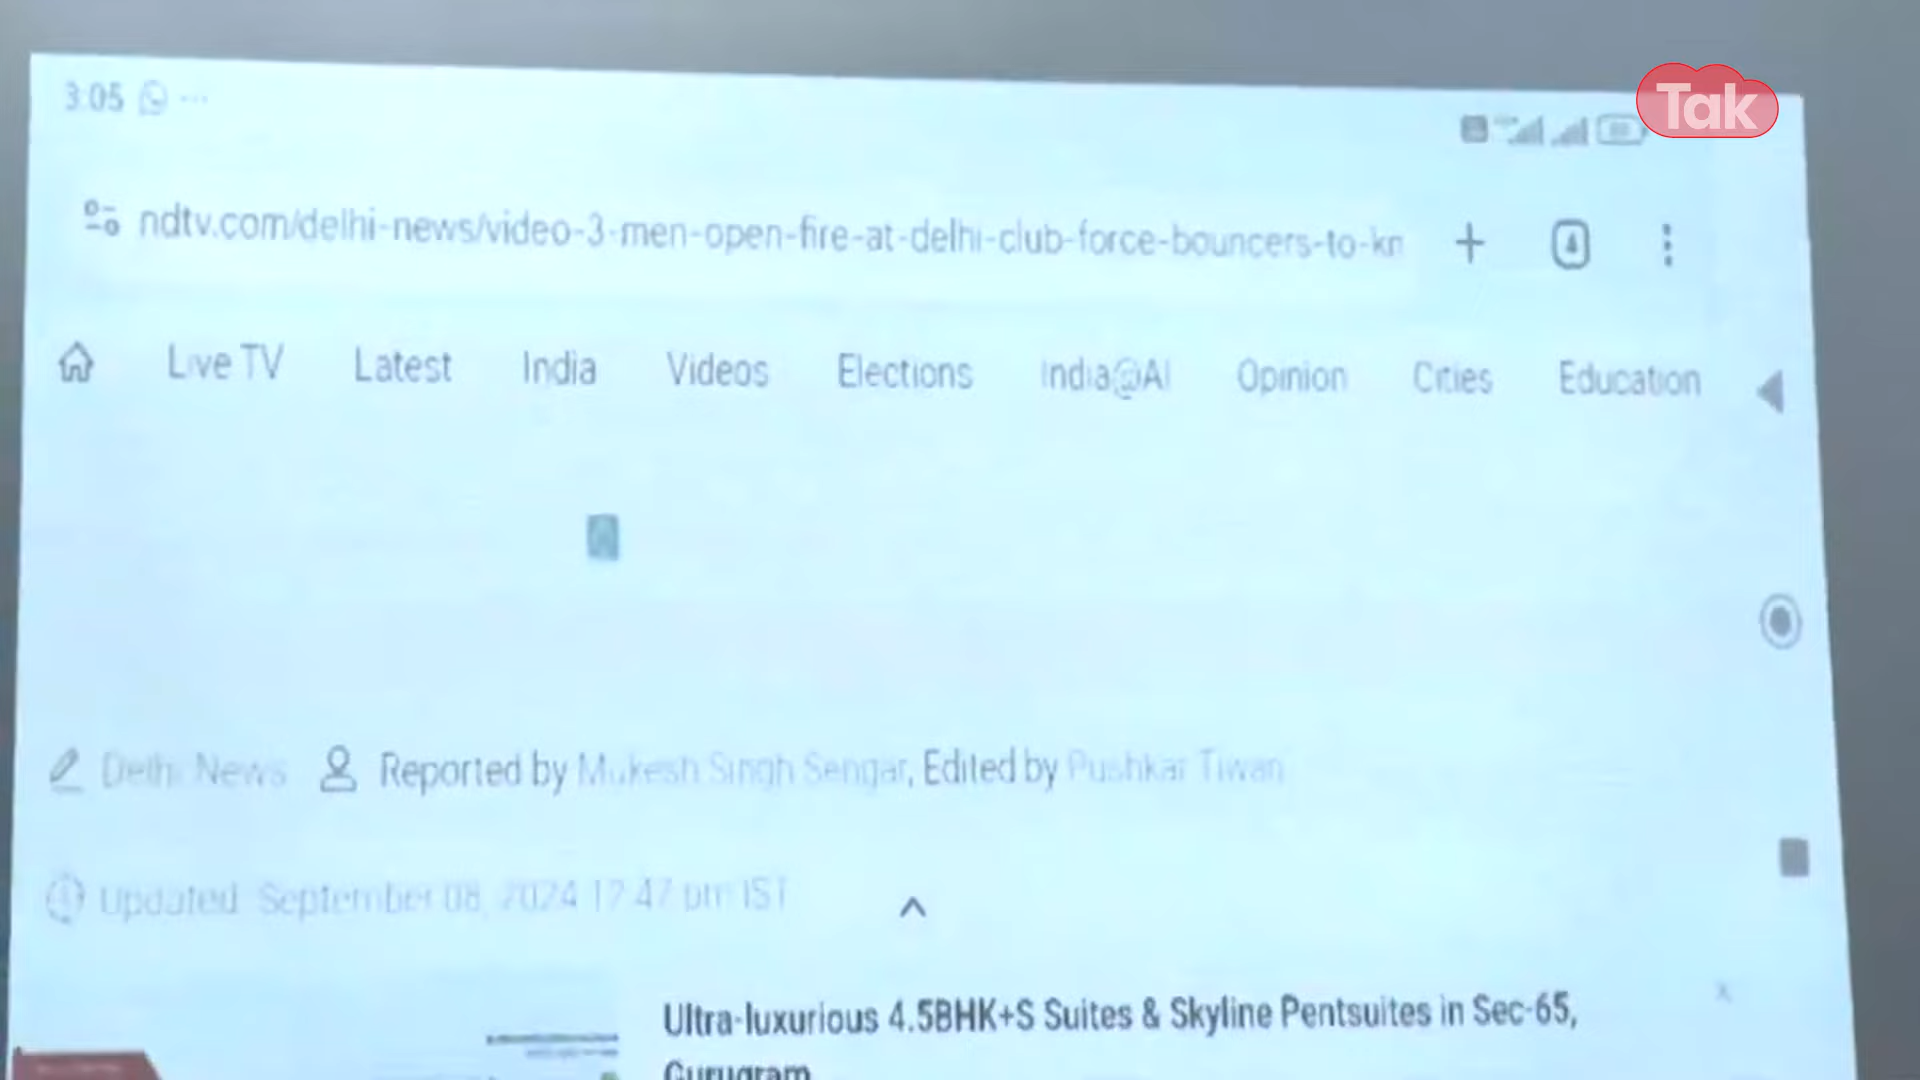 3:05
Tak
ndtv.com/delhi-news/video-3-men-open-fire-at-delhi-club-force-bouncers-to-kn
4
Live TV Latest India Videos Elections India@AI Opinion Cities Education
Delhi News Reported by Mukesh Singh Sengar, Edited by Pushkar Tiwari
Updated: September 08, 2024 12:47 pm IST
Ultra-luxurious 4.5BHK+S Suites & Skyline Pentsuites in Sec-65,
Gurugram